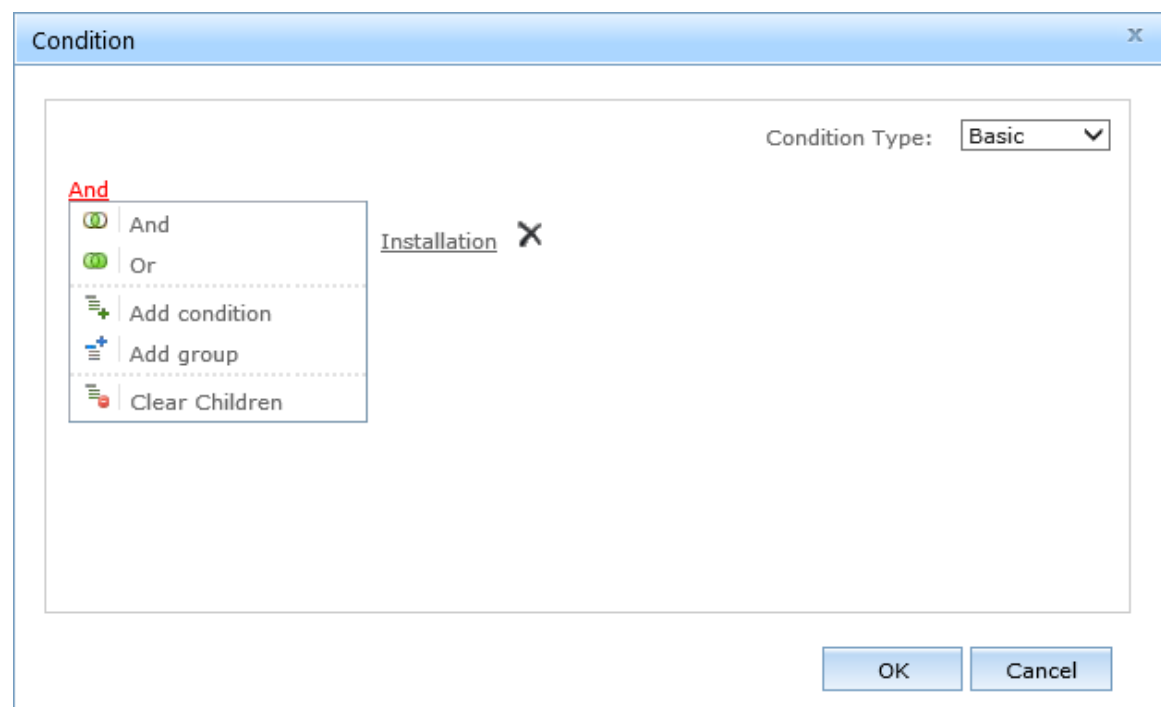 Condition
x
Condition Type: Basic
And
And
Installation
Or
Add condition
Add group
Clear Children
OK Cancel